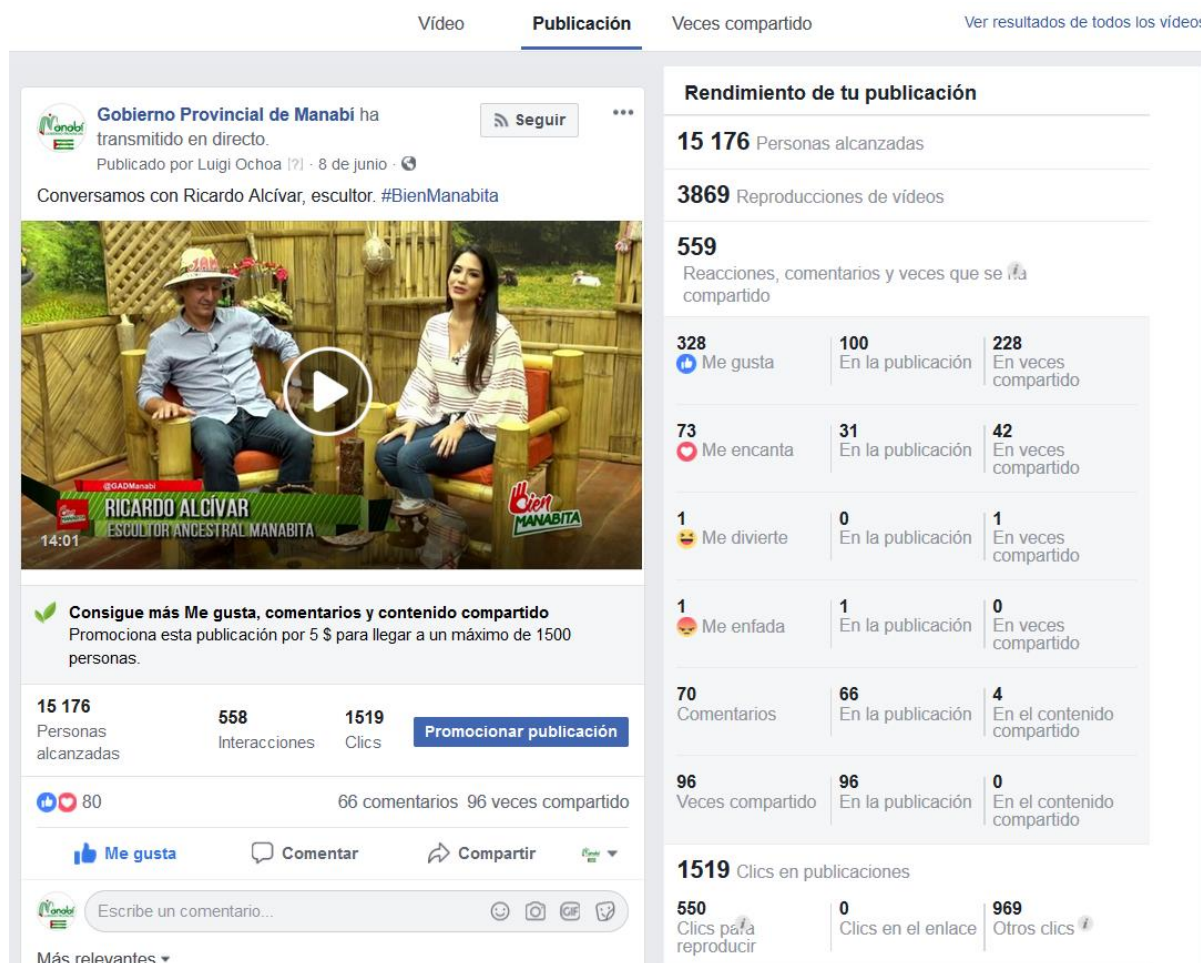 Vídeo
Publicación
Veces compartido
Ver resultados de todos los vídeos
Manabí
Gobierno Provincial de Manabí ha
transmitido en directo.
Publicado por Luigi Ochoa [?] · 8 de junio ·
Seguir
Conversamos con Ricardo Alcívar, escultor. #BienManabita
@GADManabi
RICARDO ALCÍVAR
ESCULTOR ANCESTRAL MANABITA
14:01
Bien
MANABITA
Consigue más Me gusta, comentarios y contenido compartido
Promociona esta publicación por 5 $ para llegar a un máximo de 1500
personas.
15 176
Personas
alcanzadas
558
Interacciones
1519
Clics
Promocionar publicación
80
66 comentarios 96 veces compartido
Me gusta
Comentar
Compartir
Manabí
Escribe un comentario...
GIF
Más relevantes
Rendimiento de tu publicación
15 176 Personas alcanzadas
3869 Reproducciones de vídeos
559
Reacciones, comentarios y veces que se ha
compartido
328
Me gusta
100
En la publicación
228
En veces
compartido
73
Me encanta
31
En la publicación
42
En veces
compartido
1
Me divierte
0
En la publicación
1
En veces
compartido
1
Me enfada
1
En la publicación
0
En veces
compartido
70
Comentarios
66
En la publicación
4
En el contenido
compartido
96
Veces compartido
96
En la publicación
0
En el contenido
compartido
1519 Clics en publicaciones
550
Clics para
reproducir
0
Clics en el enlace
969
Otros clics